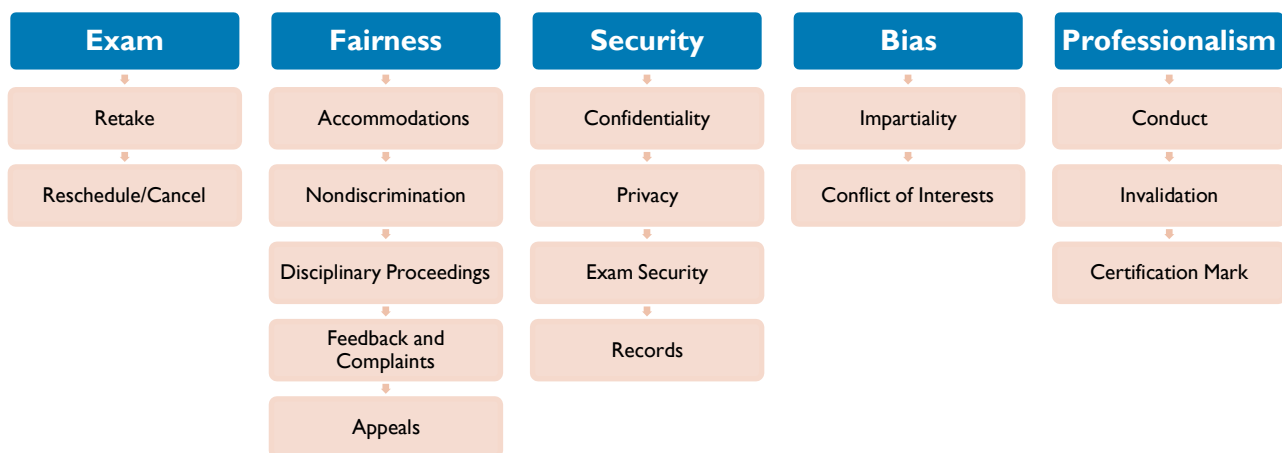 Exam
Retake
Reschedule/Cancel
Fairness
Accommodations
Nondiscrimination
Disciplinary Proceedings
Feedback and
Complaints
Appeals
Security
Confidentiality
Privacy
Exam Security
Records
Bias
Impartiality
Conflict of Interests
Professionalism
Conduct
Invalidation
Certification Mark